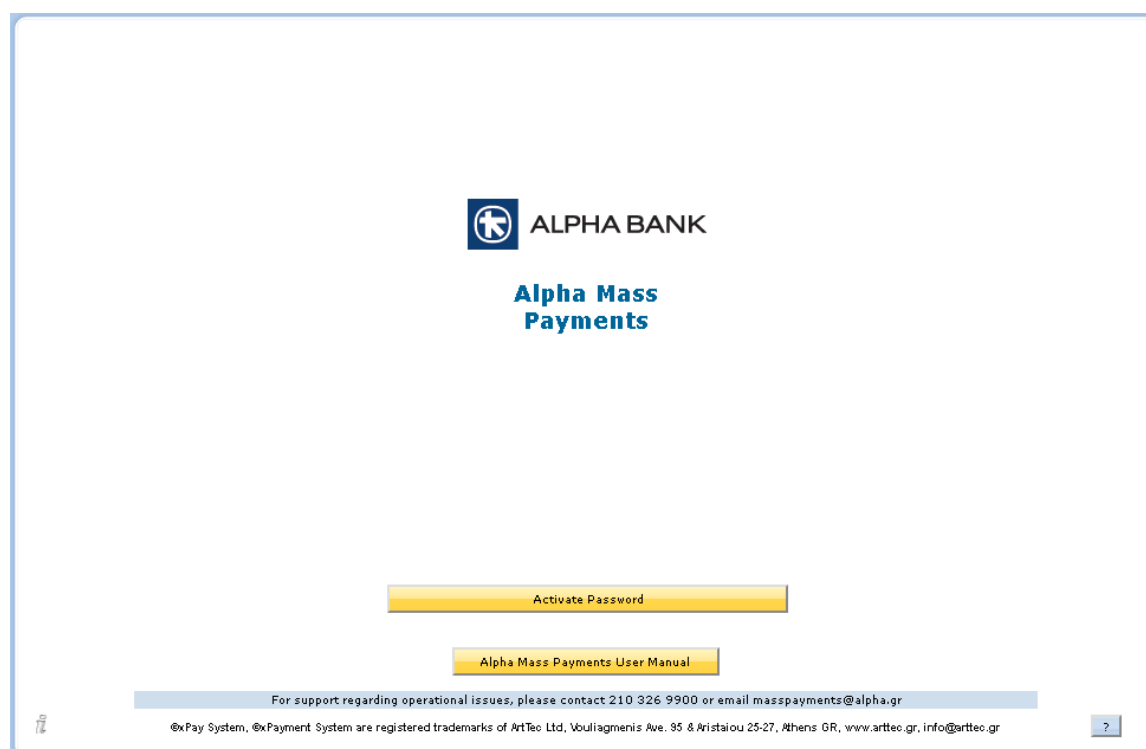 ALPHA BANK
Alpha Mass
Payments
Activate Password
Alpha Mass Payments User Manual
For support regarding operational issues, please contact 210 326 9900 or email masspayments@alpha.gr
®xPay System, ®xPayment System are registered trademarks of ArtTec Ltd, Vouliagmenis Ave. 95 & Aristaiou 25-27, Athens GR, www.arttec.gr, info@arttec.gr
i
?